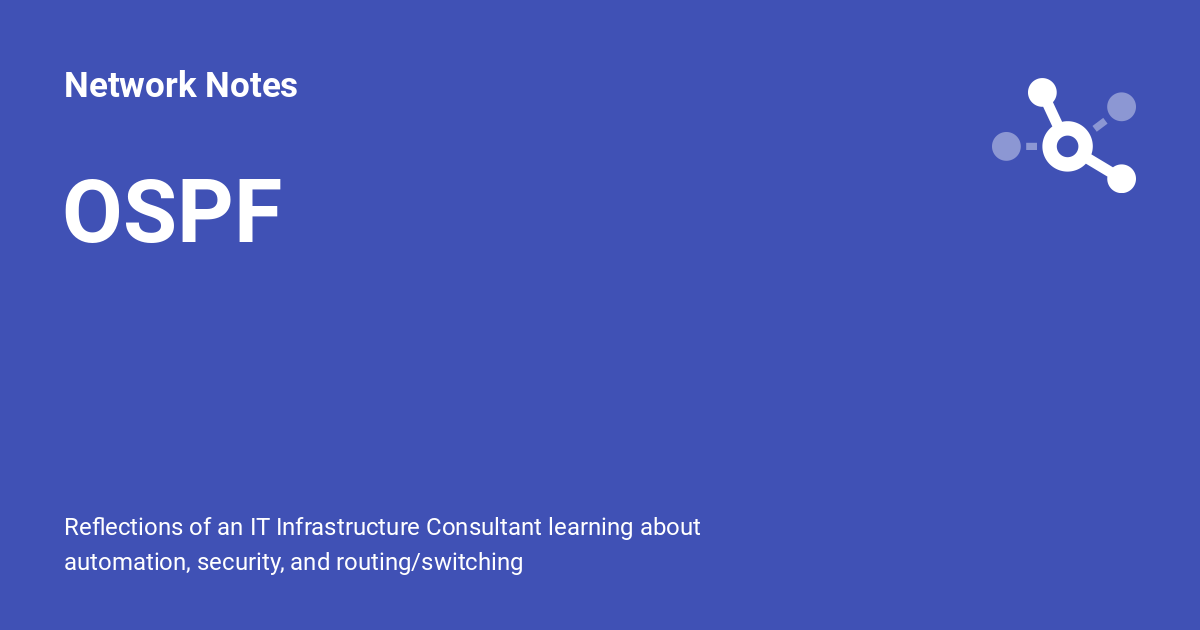 Network Notes
OSPF
Reflections of an IT Infrastructure Consultant learning about
automation, security, and routing/switching